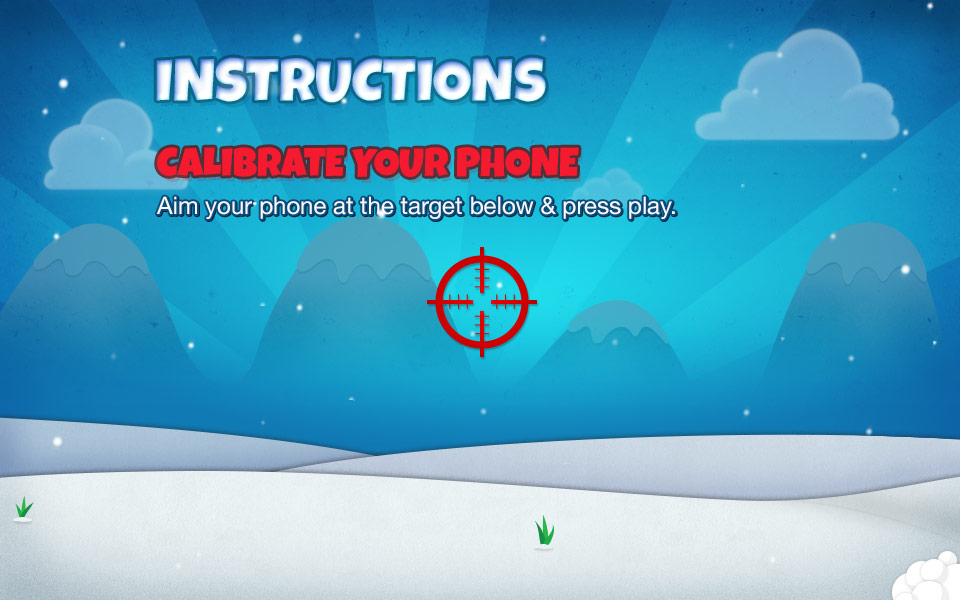 INSTRUCTIONS
CALIBRATE YOUR PHONE
Aim your phone at the target below & press play.